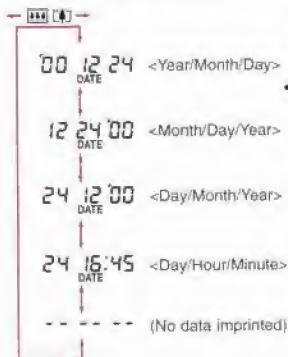 '00 12 24 <Year/Month/Day>
DATE
12 24 '00 <Month/Day/Year>
DATE
24 12 '00 <Day/Month/Year>
DATE
24 16:45 <Day/Hour/Minute>
DATE
-- -- -- (No data imprinted)